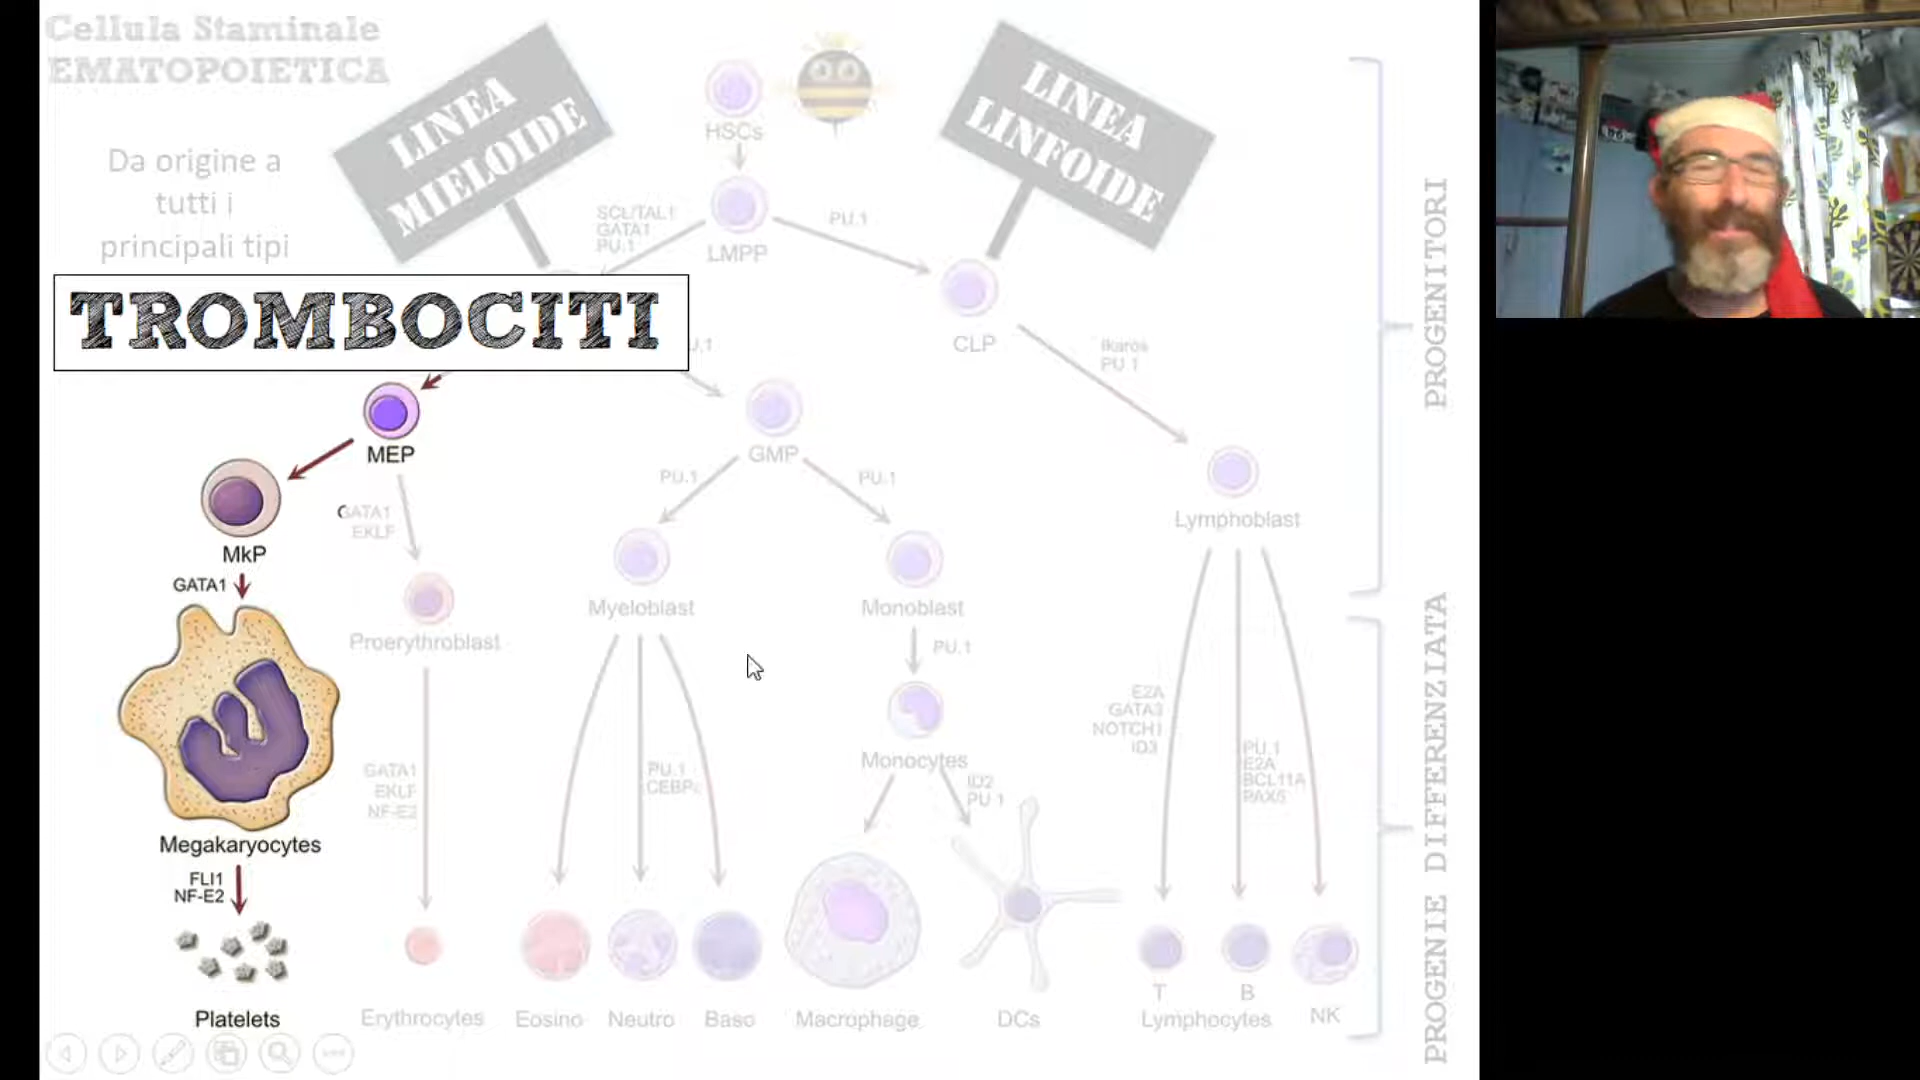 Cellula Staminale
EMATOPOIETICA
Da origine a
tutti i
principali tipi
LINEA
MIELOIDE
LINEA
LINFOIDE
HSCs
SCL/TAL1
GATA1
PU.1
PU.1
LMPP
TROMBOCITI
CLP
Ikaros
PU 1
MEP
GMP
PU.1
PU.1
Lymphoblast
MkP
GATA1
EKLF
GATA1
Proerythroblast
Myeloblast
Monoblast
PU.1
E2A
GATA3
NOTCH1
ID3
PU.1
E2A
BCL11A
PAX5
Monocytes
ID2
PU 1
GATA1
EKLF
NF-E2
PU.1
Megakaryocytes
FLI1
NF-E2
Platelets
Erythrocytes
Eosino
Neutro
Baso
Macrophage
DCs
T
B
Lymphocytes
NK
PROGENITORI
PROGENIE DIFFERENZIATA